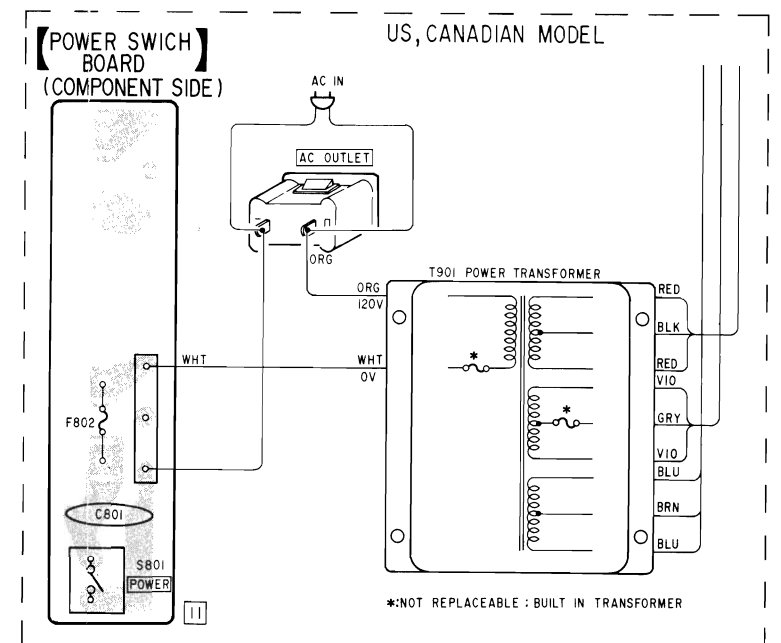 US, CANADIAN MODEL
【POWER SWICH
BOARD】
(COMPONENT SIDE)
AC IN
AC OUTLET
ORG
T901 POWER TRANSFORMER
ORG
120V
RED
BLK
RED
WHT
WHT
0V
*
VIO
*
GRY
VIO
F802
BLU
BRN
BLU
C801
S801
POWER
11
*:NOT REPLACEABLE : BUILT IN TRANSFORMER